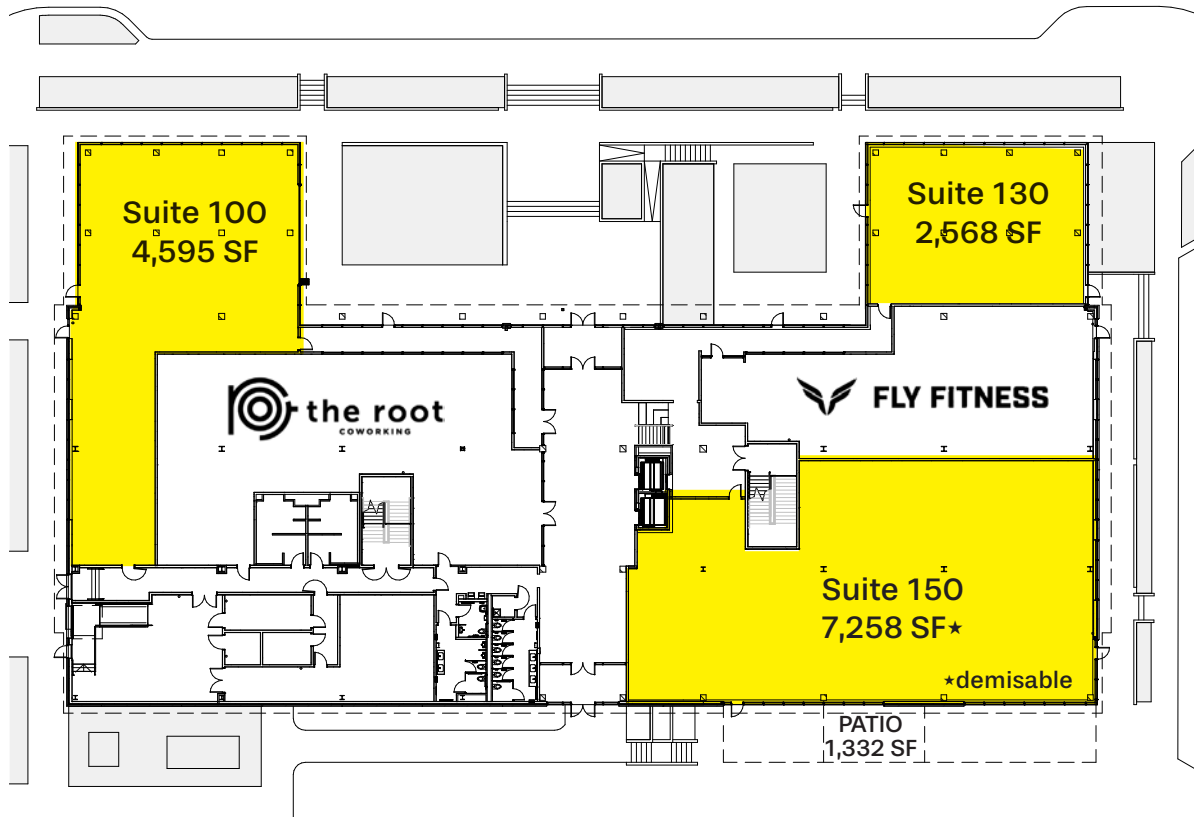 Suite 100
4,595 SF
Suite 130
2,568 SF
the root
COWORKING
FLY FITNESS
Suite 150
7,258 SF★
★demisable
PATIO
1,332 SF